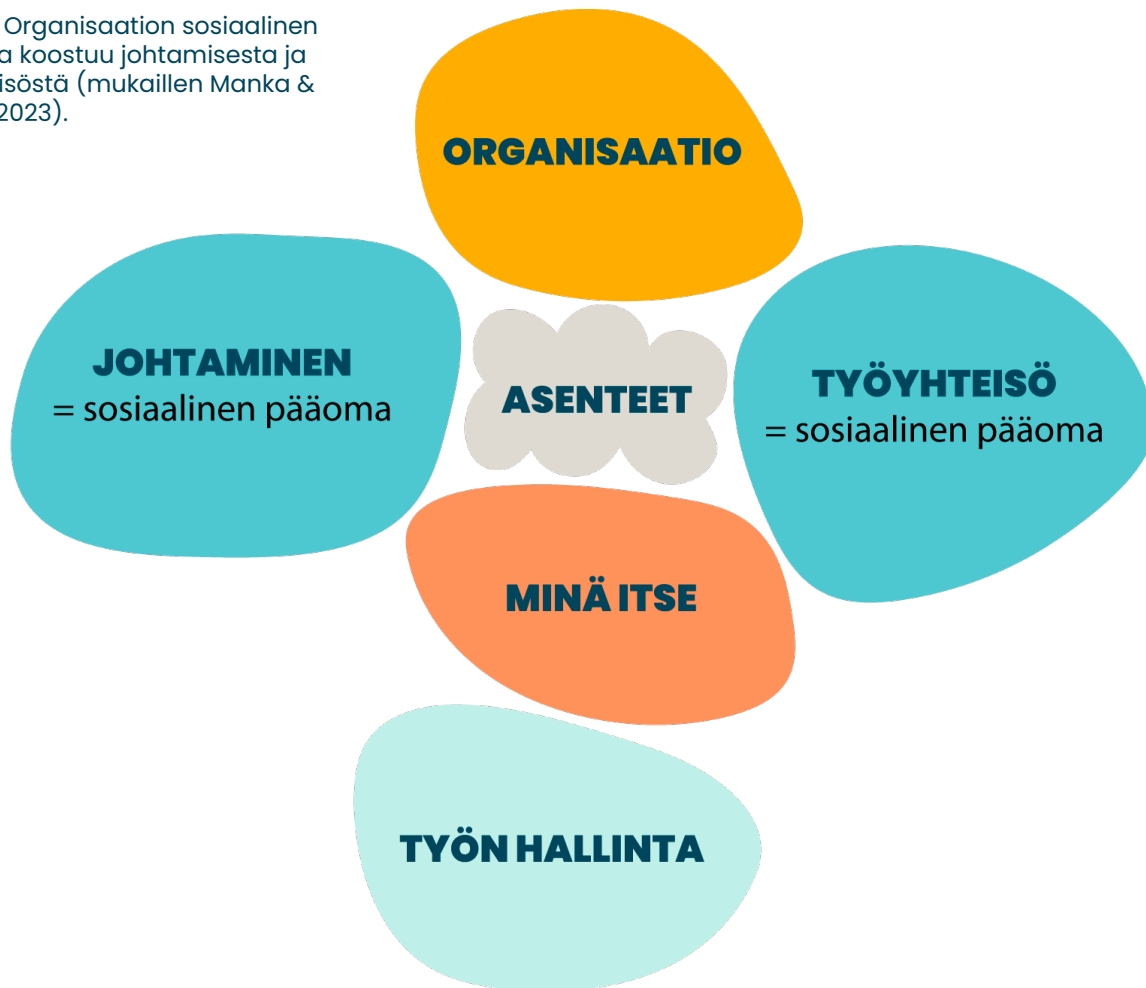 Organisaation sosiaalinen
a koostuu johtamisesta ja
isöstä (mukaillen Manka &
2023).
ORGANISAATIO
JOHTAMINEN
= sosiaalinen pääoma
ASENTEET
TYÖYHTEISÖ
= sosiaalinen pääoma
MINÄ ITSE
TYÖN HALLINTA